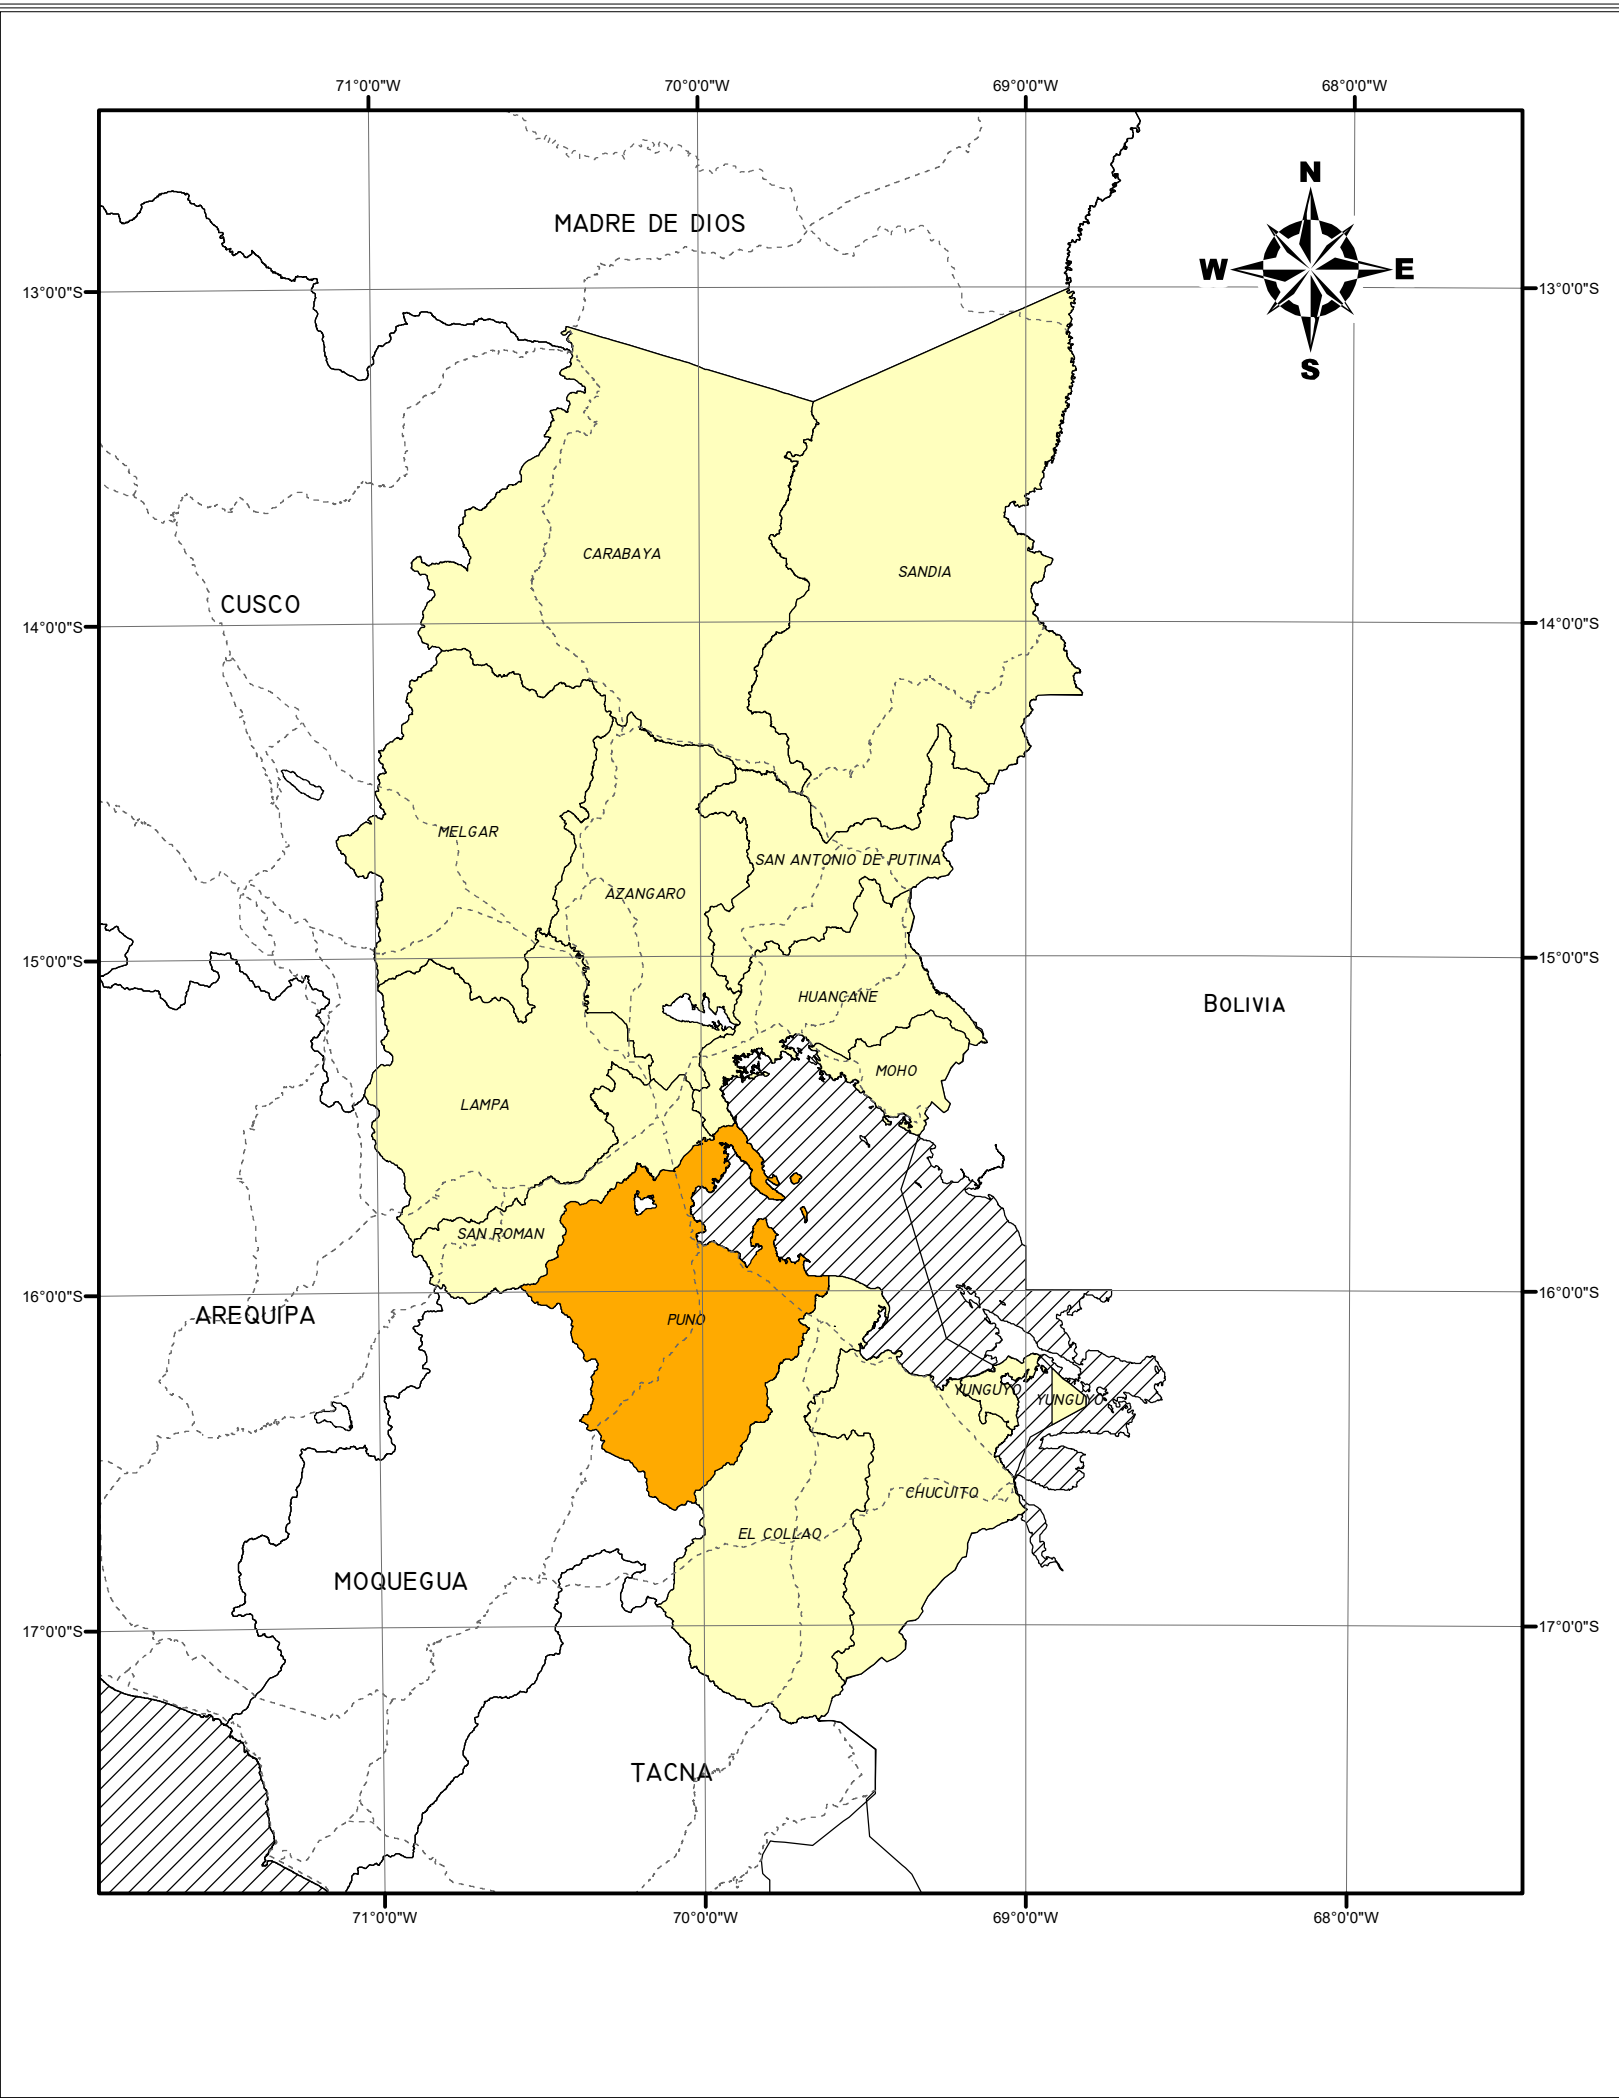 71°0'0"W 70°0'0"W 69°0'0"W 68°0'0"W
N
W E
S
MADRE DE DIOS
13°0'0"S 13°0'0"S
CARABAYA
SANDIA
CUSCO
14°0'0"S 14°0'0"S
MELGAR
SAN ANTONIO DE PUTINA
AZANGARO
15°0'0"S 15°0'0"S
HUANCANE
BOLIVIA
MOHO
LAMPA
SAN ROMAN
16°0'0"S 16°0'0"S
AREQUIPA
PUNO
YUNGUYO
YUNGUYO
CHUCUITO
EL COLLAO
MOQUEGUA
17°0'0"S 17°0'0"S
TACNA
71°0'0"W 70°0'0"W 69°0'0"W 68°0'0"W